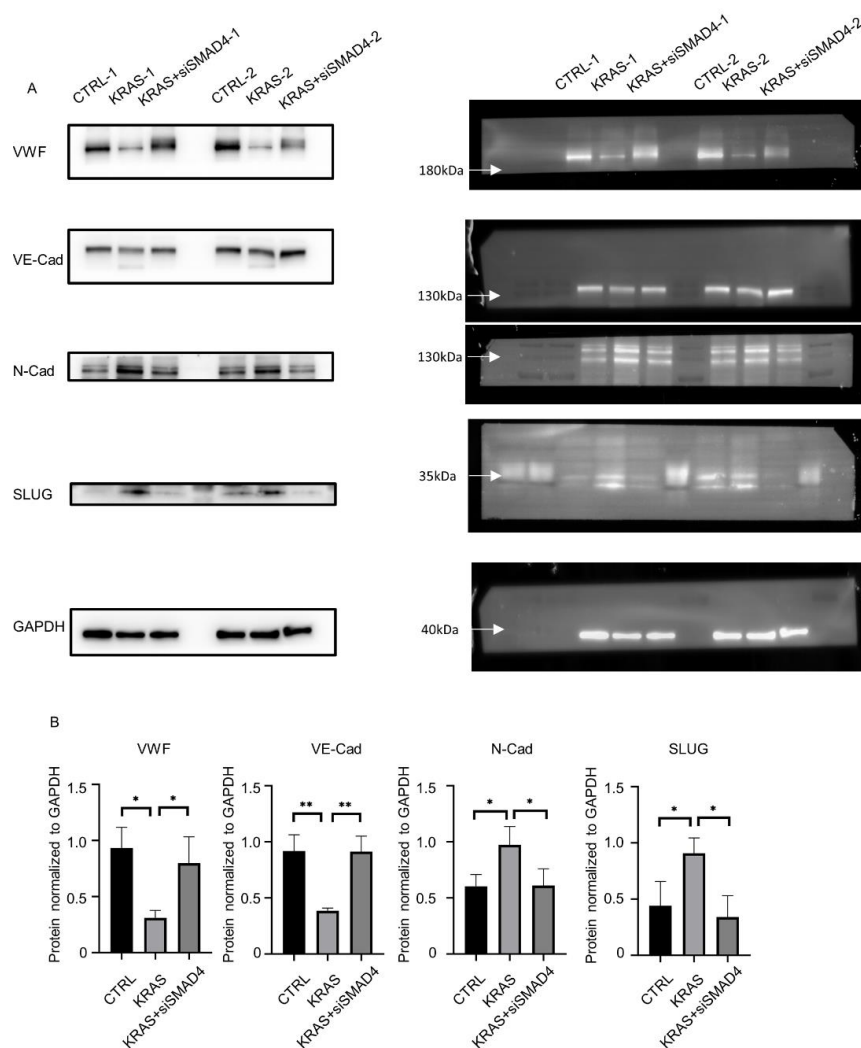 A
CTRL-1 KRAS-1 KRAS+siSMAD4-1 CTRL-2 KRAS-2 KRAS+siSMAD4-2
CTRL-1 KRAS-1 KRAS+siSMAD4-1 CTRL-2 KRAS-2 KRAS+siSMAD4-2
VWF
180kDa
VE-Cad
130kDa
N-Cad
130kDa
SLUG
35kDa
GAPDH
40kDa
B
VWF
Protein normalized to GAPDH
1.5
1.0
0.5
0
*
*
CTRL
KRAS
KRAS+siSMAD4
VE-Cad
Protein normalized to GAPDH
1.5
1.0
0.5
0
**
**
CTRL
KRAS
KRAS+siSMAD4
N-Cad
Protein normalized to GAPDH
1.5
1.0
0.5
0
*
*
CTRL
KRAS
KRAS+siSMAD4
SLUG
Protein normalized to GAPDH
1.5
1.0
0.5
0
*
*
CTRL
KRAS
KRAS+siSMAD4